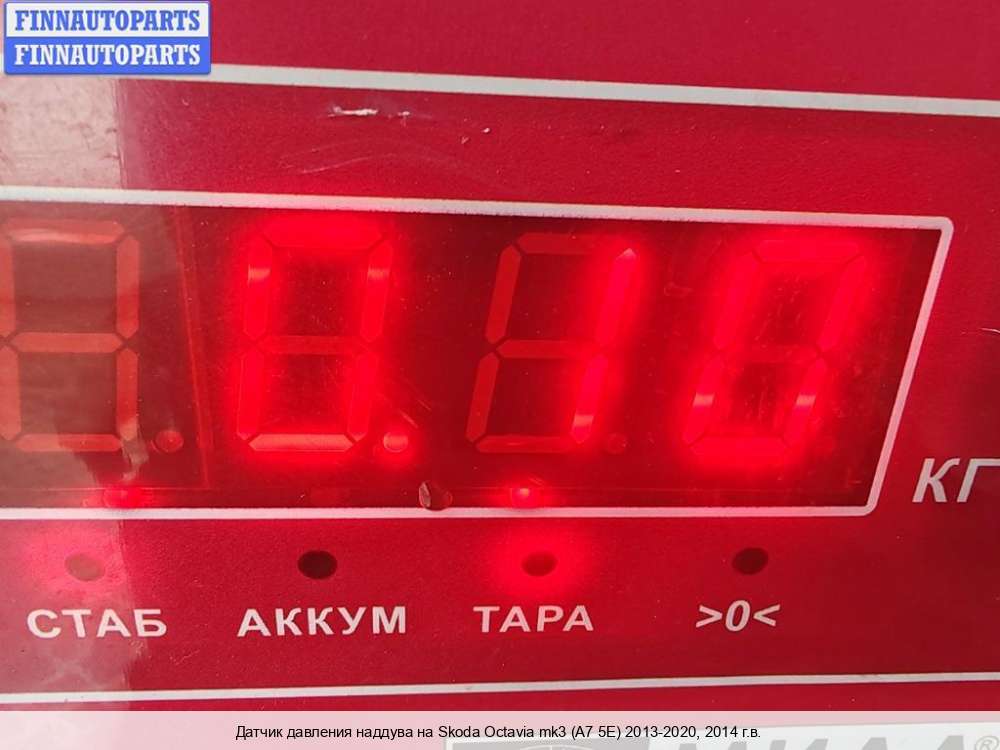 FINNAUTOPARTS
FINNAUTOPARTS
0.10
КГ
СТАБ АККУМ ТАРА >0<
Датчик давления наддува на Skoda Octavia mk3 (A7 5E) 2013-2020, 2014 г.в.